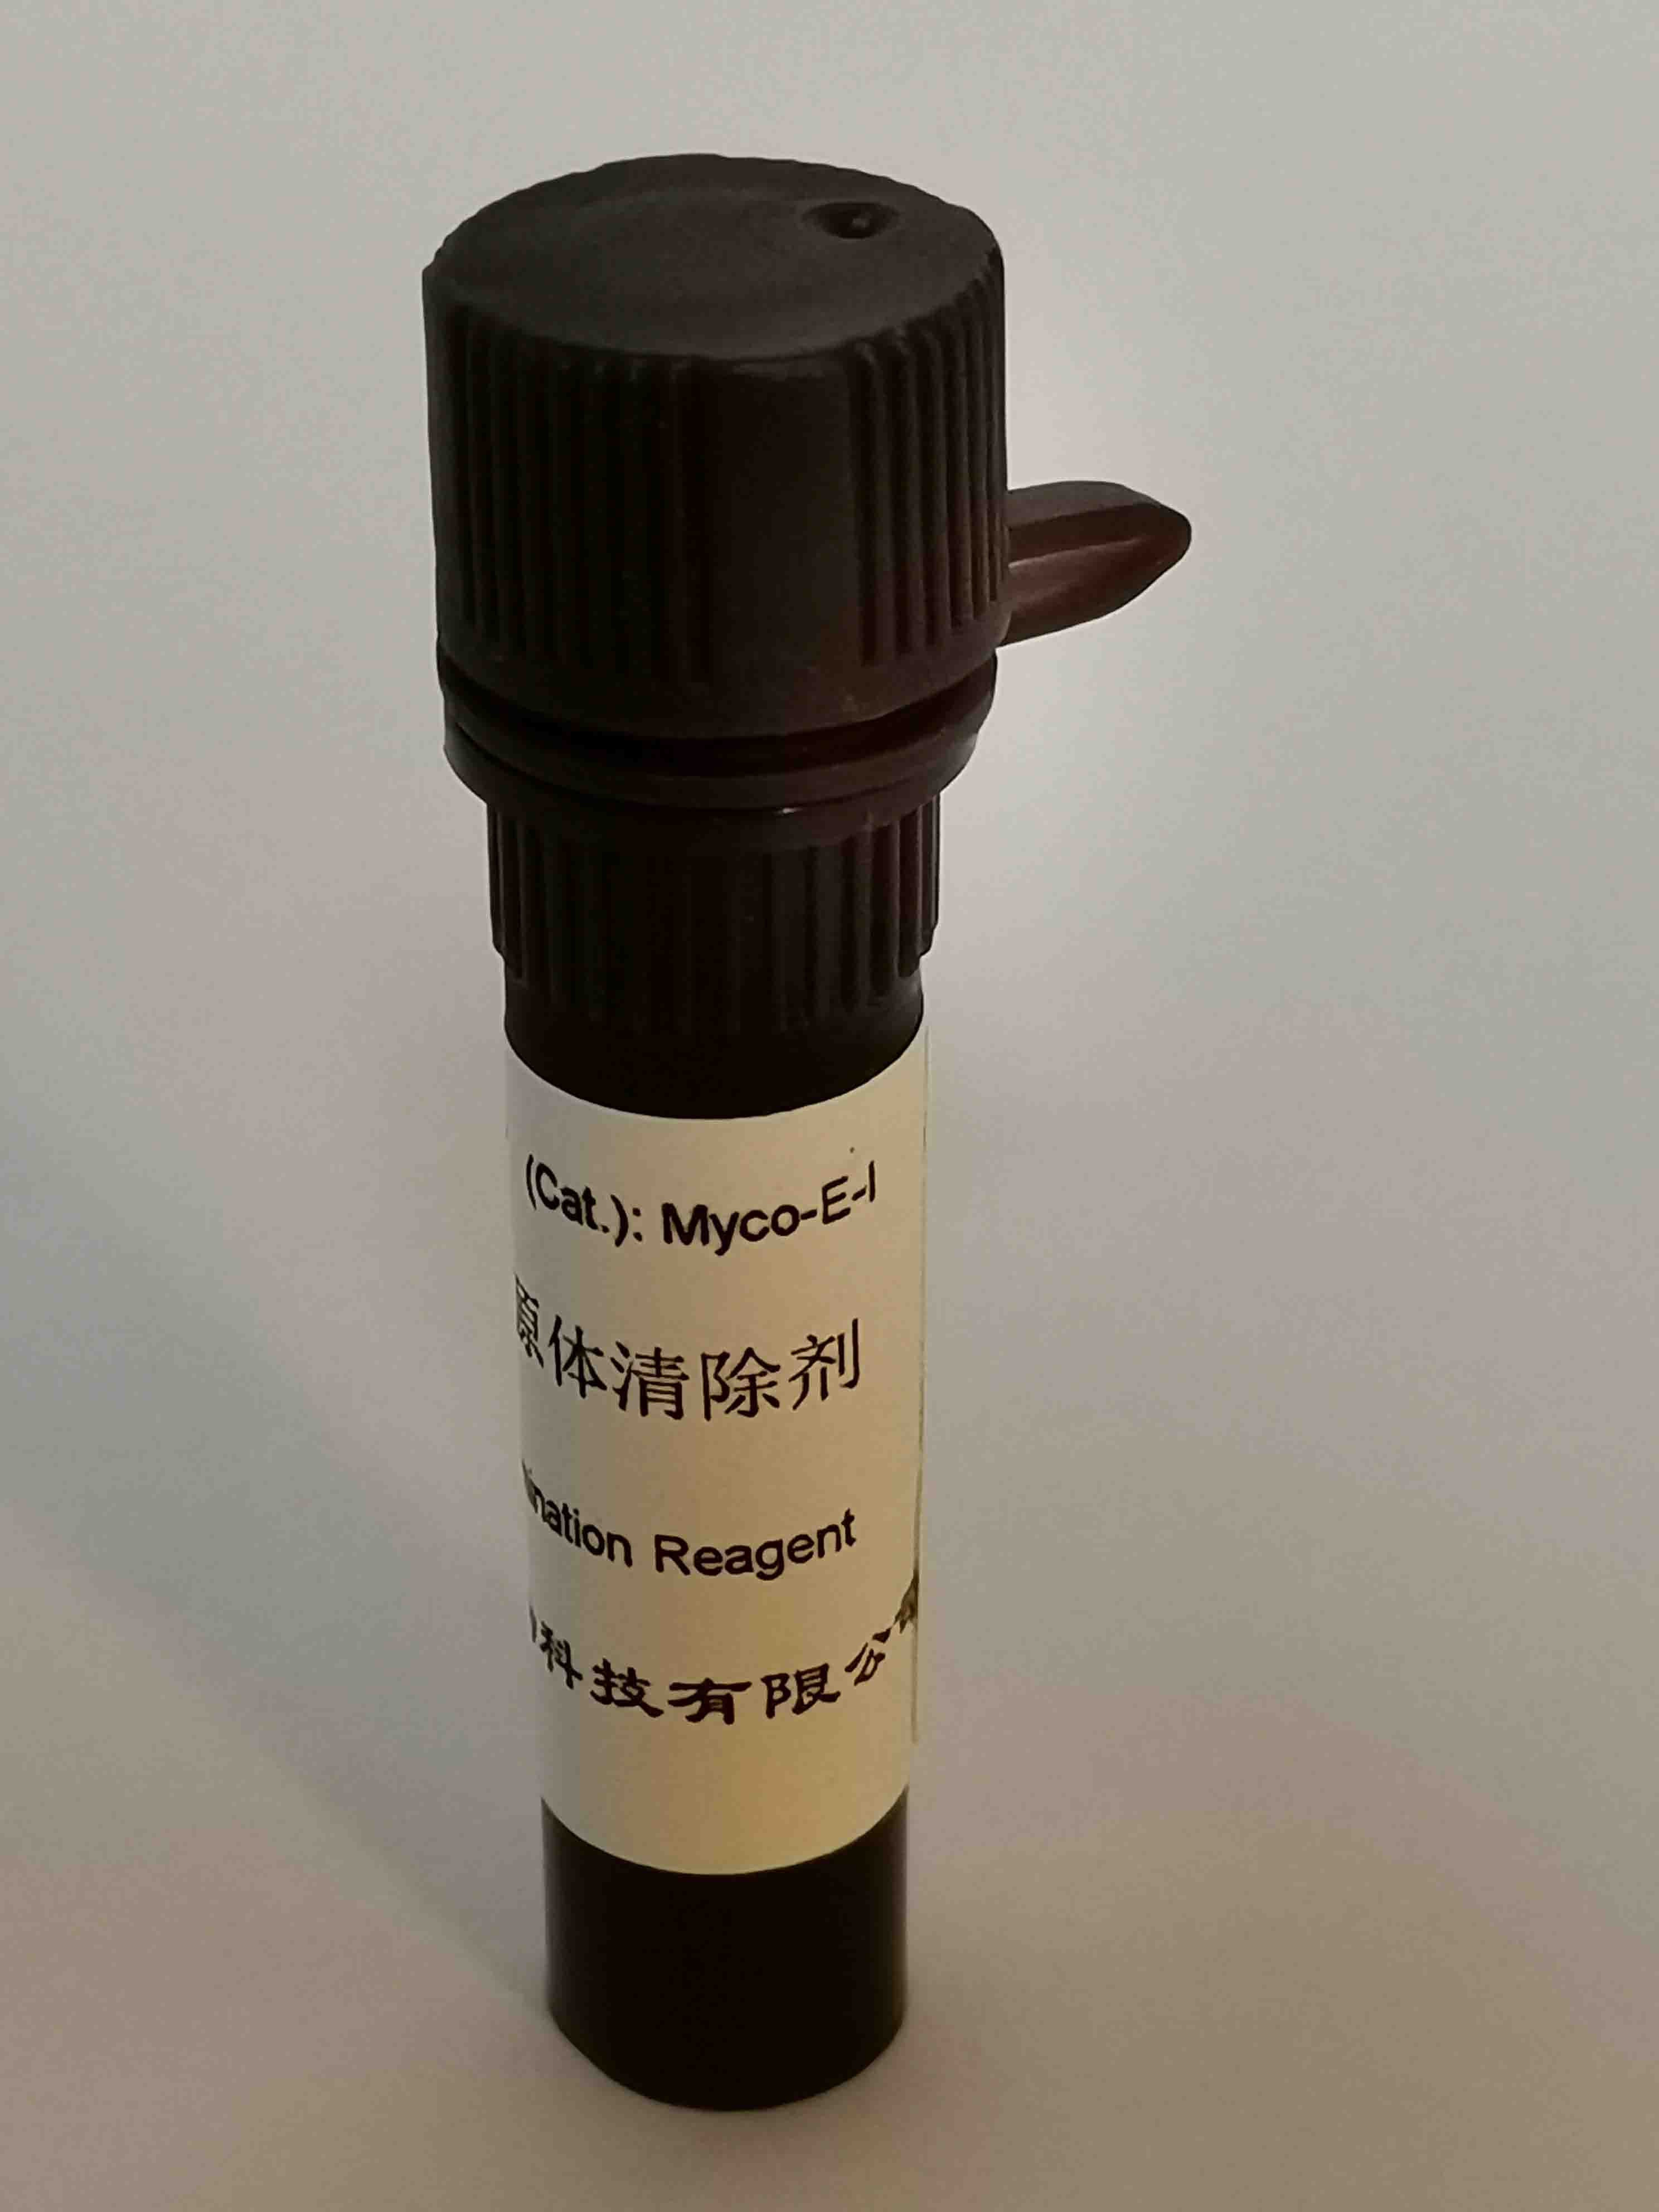 (Cat.): Myco-E-I
原体清除剂
ination Reagent
科技有限公